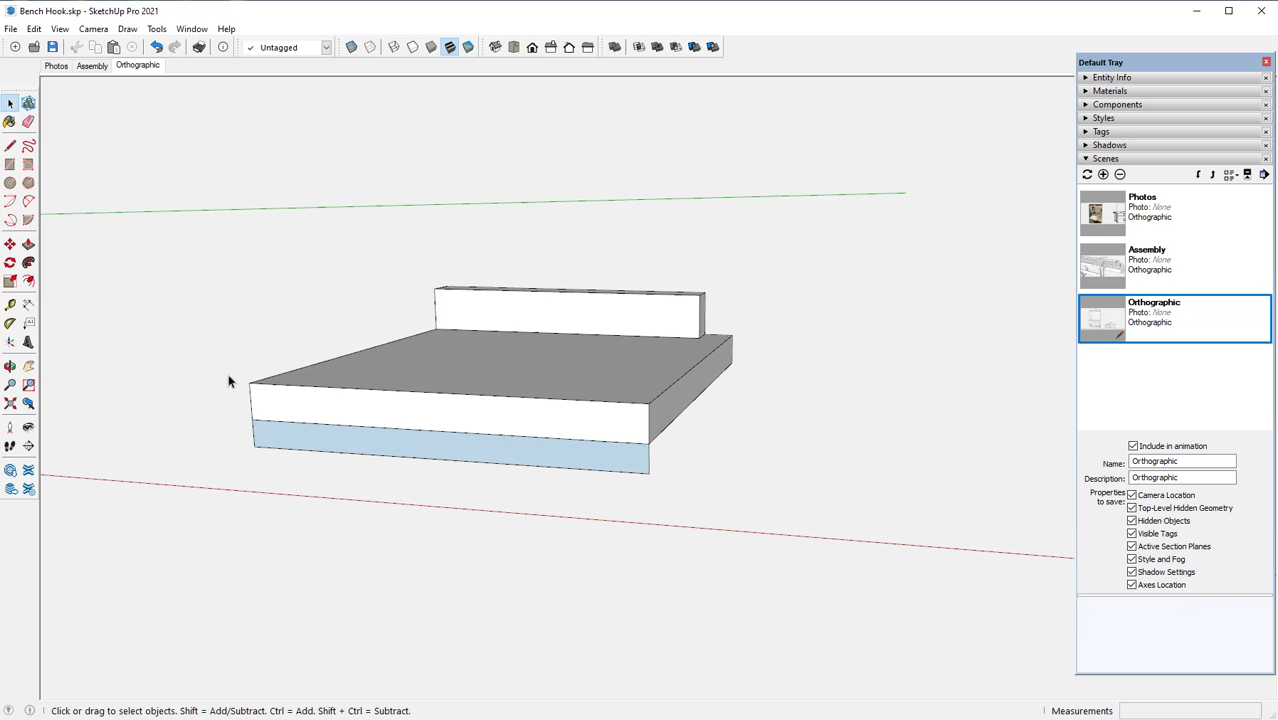 Bench Hook.skp - SketchUp Pro 2021
File Edit View Camera Draw Tools Window Help
Untagged
Photos Assembly Orthographic
Default Tray
Entity Info
Materials
Components
Styles
Tags
Shadows
Scenes
Photos
Photo: None
Orthographic
Assembly
Photo: None
Orthographic
Orthographic
Photo: None
Orthographic
Include in animation
Name: Orthographic
Description: Orthographic
Properties to save:
Camera Location
Top-Level Hidden Geometry
Hidden Objects
Visible Tags
Active Section Planes
Style and Fog
Shadow Settings
Axes Location
Click or drag to select objects. Shift = Add/Subtract. Ctrl = Add. Shift + Ctrl = Subtract. Measurements